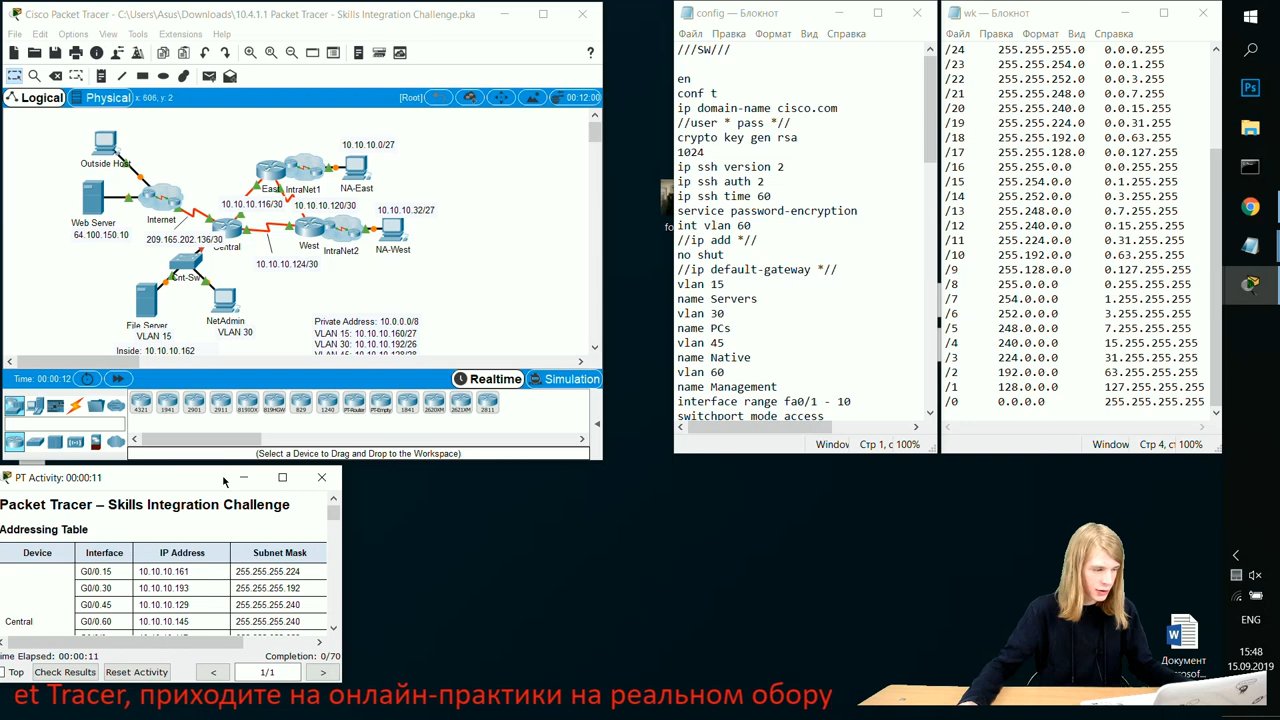 Cisco Packet Tracer - C:\Users\Asus\Downloads\10.4.1.1 Packet Tracer - Skills Integration Challenge.pka
File Edit Options View Tools Extensions Help
Logical Physical x: 606, y: 2 [Root] 00:12:00
10.10.10.0/27
Outside Host
East IntraNet1 NA-East
10.10.10.116/30 10.10.10.120/30
10.10.10.32/27
Web Server Internet
64.100.150.10
209.165.202.136/30
Central West IntraNet2 NA-West
10.10.10.124/30
Cnt-Sw
File Server NetAdmin
VLAN 15 VLAN 30
Inside: 10.10.10.162
Private Address: 10.0.0.0/8
VLAN 15: 10.10.10.160/27
VLAN 30: 10.10.10.192/26
VLAN 45: 10.10.10.128/28
Time: 00:00:12 Realtime Simulation
4321 1941 2901 2911 819IOX 819HGW 829 1240 PT-Router PT-Empty 1841 2620XM 2621XM 2811
(Select a Device to Drag and Drop to the Workspace)
PT Activity: 00:00:11
Packet Tracer – Skills Integration Challenge
Addressing Table
Device Interface IP Address Subnet Mask
G0/0.15 10.10.10.161 255.255.255.224
G0/0.30 10.10.10.193 255.255.255.192
G0/0.45 10.10.10.129 255.255.255.240
Central G0/0.60 10.10.10.145 255.255.255.240
me Elapsed: 00:00:11 Completion: 0/70
Top Check Results Reset Activity < 1/1 >
config — Блокнот
Файл Правка Формат Вид Справка
///SW///
en
conf t
ip domain-name cisco.com
//user * pass *//
crypto key gen rsa
1024
ip ssh version 2
ip ssh auth 2
ip ssh time 60
service password-encryption
int vlan 60
//ip add *//
no shut
//ip default-gateway *//
vlan 15
name Servers
vlan 30
name PCs
vlan 45
name Native
vlan 60
name Management
interface range fa0/1 - 10
switchport mode access
Window Стр 1, с 100%
wk — Блокнот
Файл Правка Формат Вид Справка
/24 255.255.255.0 0.0.0.255
/23 255.255.254.0 0.0.1.255
/22 255.255.252.0 0.0.3.255
/21 255.255.248.0 0.0.7.255
/20 255.255.240.0 0.0.15.255
/19 255.255.224.0 0.0.31.255
/18 255.255.192.0 0.0.63.255
/17 255.255.128.0 0.0.127.255
/16 255.255.0.0 0.0.255.255
/15 255.254.0.0 0.1.255.255
/14 255.252.0.0 0.3.255.255
/13 255.248.0.0 0.7.255.255
/12 255.240.0.0 0.15.255.255
/11 255.224.0.0 0.31.255.255
/10 255.192.0.0 0.63.255.255
/9 255.128.0.0 0.127.255.255
/8 255.0.0.0 0.255.255.255
/7 254.0.0.0 1.255.255.255
/6 252.0.0.0 3.255.255.255
/5 248.0.0.0 7.255.255.255
/4 240.0.0.0 15.255.255.255
/3 224.0.0.0 31.255.255.255
/2 192.0.0.0 63.255.255.255
/1 128.0.0.0 127.255.255.255
/0 0.0.0.0 255.255.255.255
Window Стр 4, с 100%
Ps
ENG
15:48
15.09.2019
Документ
et Tracer, приходите на онлайн-практики на реальном обору